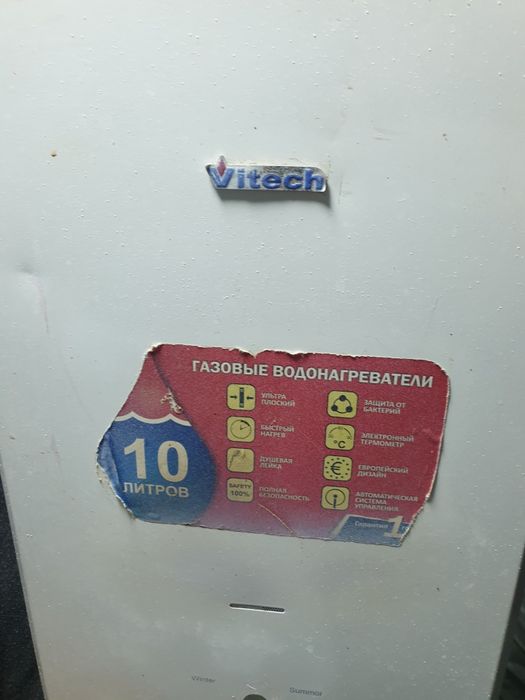 Vitech
ГАЗОВЫЕ ВОДОНАГРЕВАТЕЛИ
10
ЛИТРОВ
УЛЬТРА
ПЛОСКИЙ
БЫСТРЫЙ
НАГРЕВ
ДУШЕВАЯ
ЛЕЙКА
SAFETY
100%
ПОЛНАЯ
БЕЗОПАСНОСТЬ
ЗАЩИТА ОТ
БАКТЕРИЙ
°C
ЭЛЕКТРОННЫЙ
ТЕРМОМЕТР
€
ЕВРОПЕЙСКИЙ
ДИЗАЙН
АВТОМАТИЧЕСКАЯ
СИСТЕМА
УПРАВЛЕНИЯ
Гарантия 1
Winter
Summor